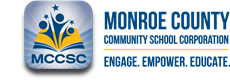 MCCSC
MONROE COUNTY
COMMUNITY SCHOOL CORPORATION
ENGAGE. EMPOWER. EDUCATE.